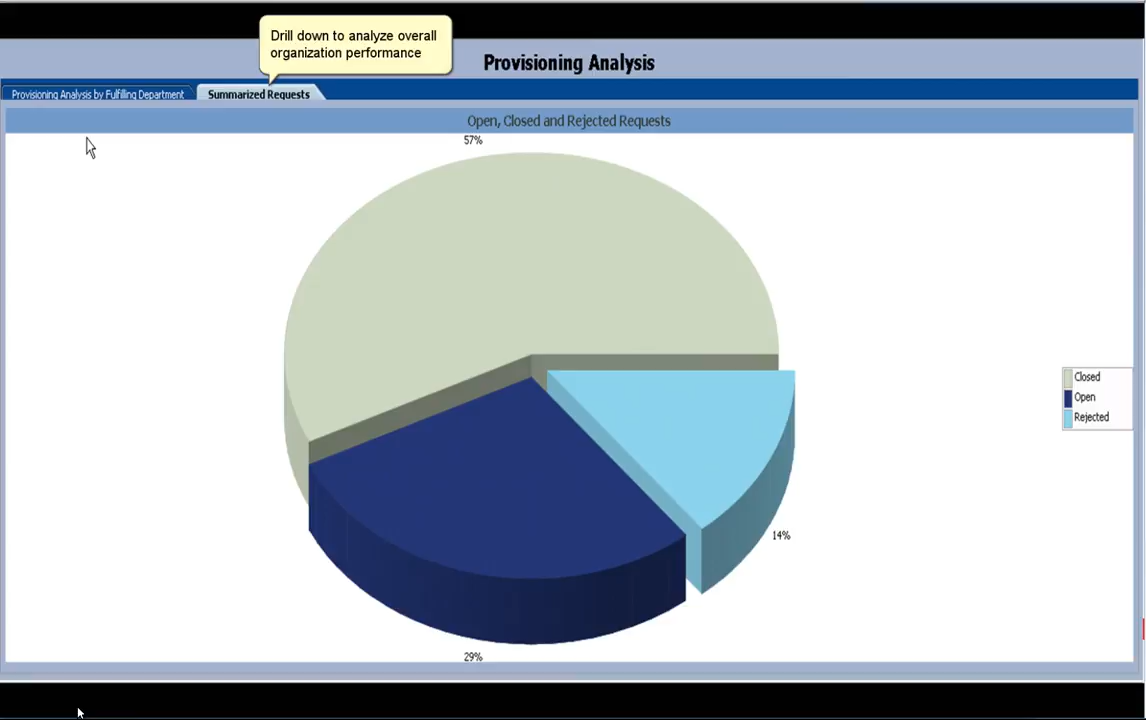 Drill down to analyze overall
organization performance
Provisioning Analysis
Provisioning Analysis by Fulfilling Department
Summarized Requests
Open, Closed and Rejected Requests
57%
Closed
Open
Rejected
14%
29%